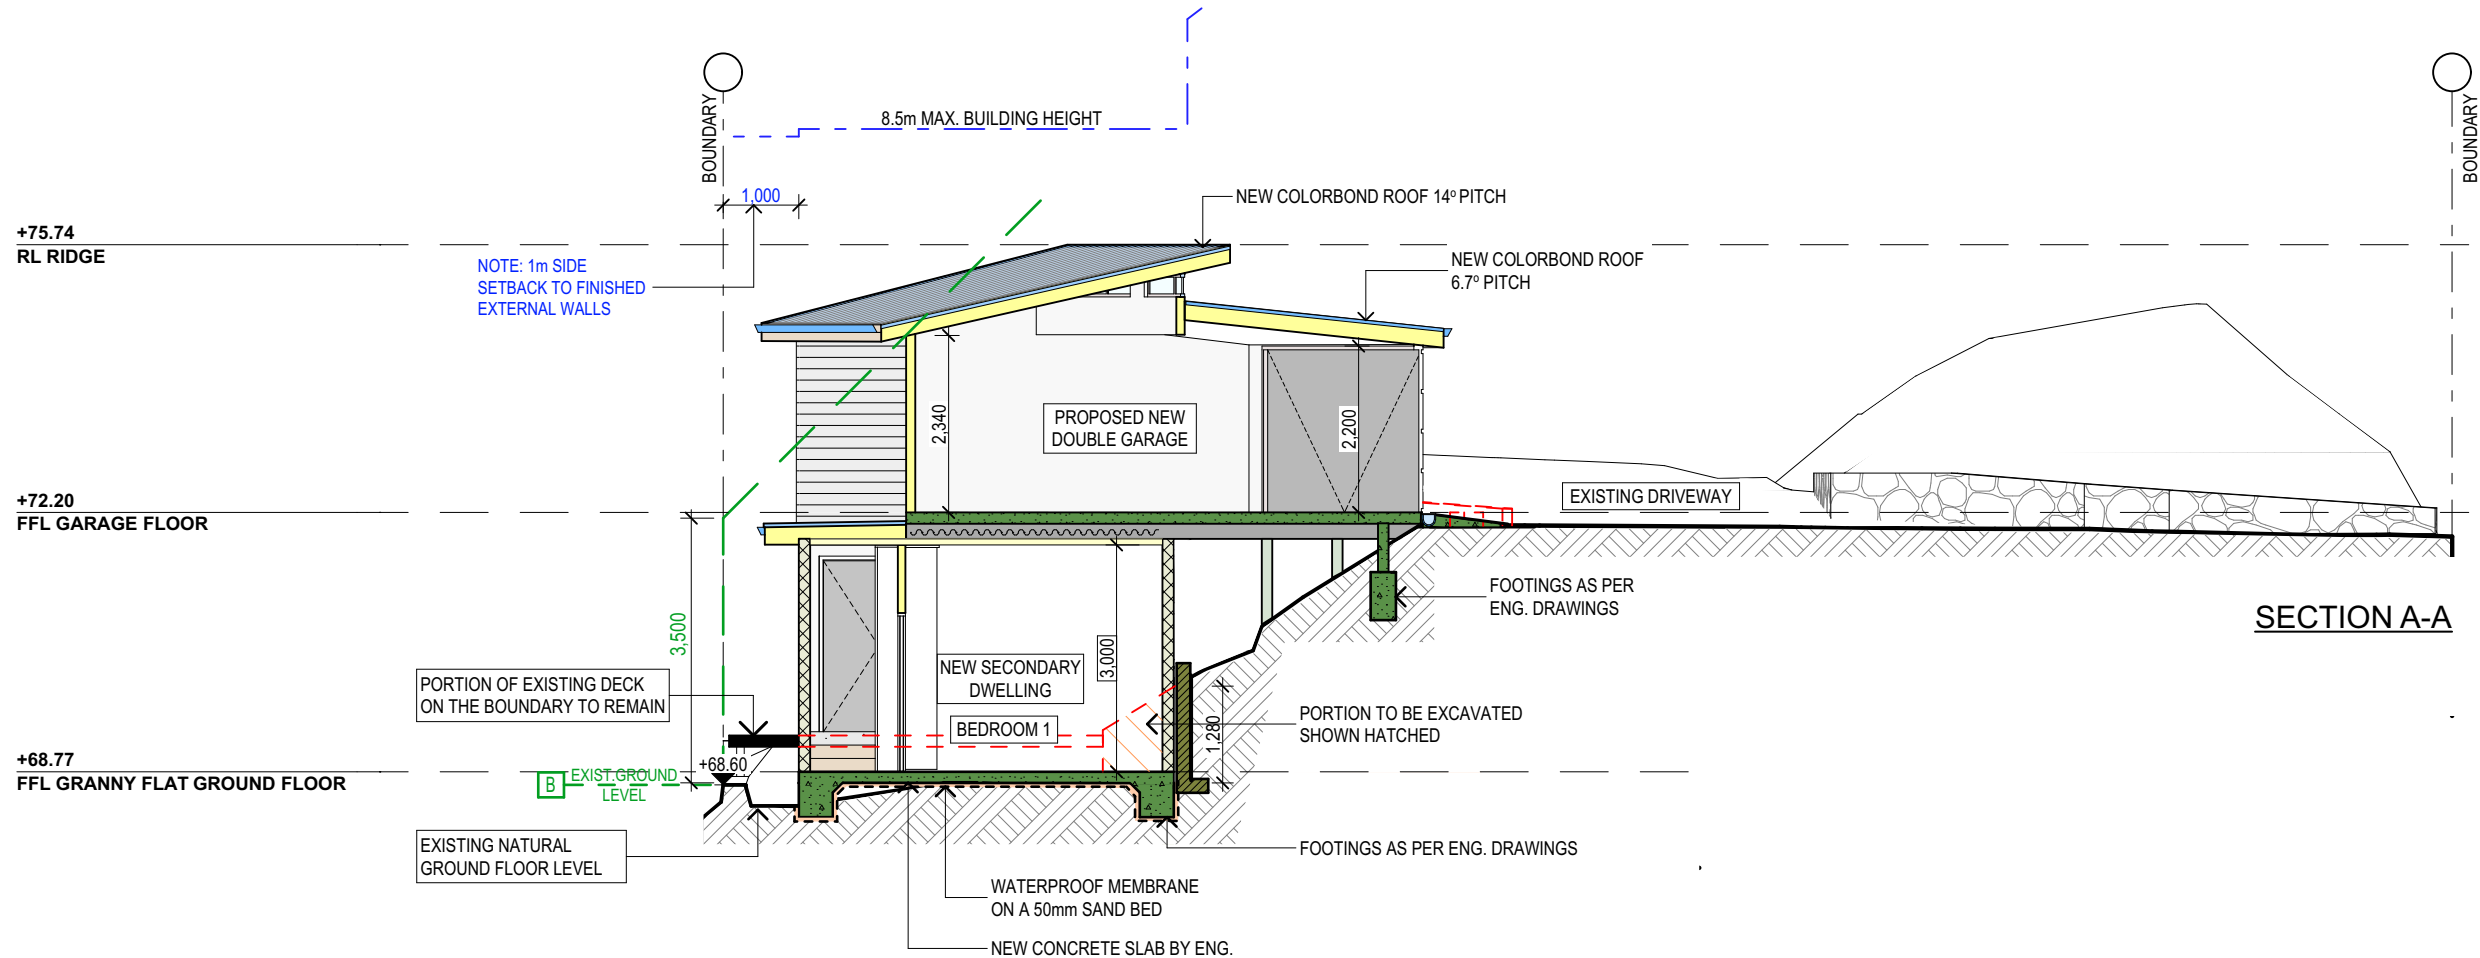 BOUNDARY
BOUNDARY
8.5m MAX. BUILDING HEIGHT
1,000
NEW COLORBOND ROOF 14º PITCH
+75.74
RL RIDGE
NOTE: 1m SIDE
SETBACK TO FINISHED
EXTERNAL WALLS
NEW COLORBOND ROOF
6.7º PITCH
2,340
PROPOSED NEW
DOUBLE GARAGE
2,200
+72.20
FFL GARAGE FLOOR
EXISTING DRIVEWAY
FOOTINGS AS PER
ENG. DRAWINGS
SECTION A-A
3,500
PORTION OF EXISTING DECK
ON THE BOUNDARY TO REMAIN
NEW SECONDARY
DWELLING
3,000
BEDROOM 1
1,280
PORTION TO BE EXCAVATED
SHOWN HATCHED
+68.77
FFL GRANNY FLAT GROUND FLOOR
+68.60
B
EXIST.GROUND
LEVEL
EXISTING NATURAL
GROUND FLOOR LEVEL
FOOTINGS AS PER ENG. DRAWINGS
WATERPROOF MEMBRANE
ON A 50mm SAND BED
NEW CONCRETE SLAB BY ENG.